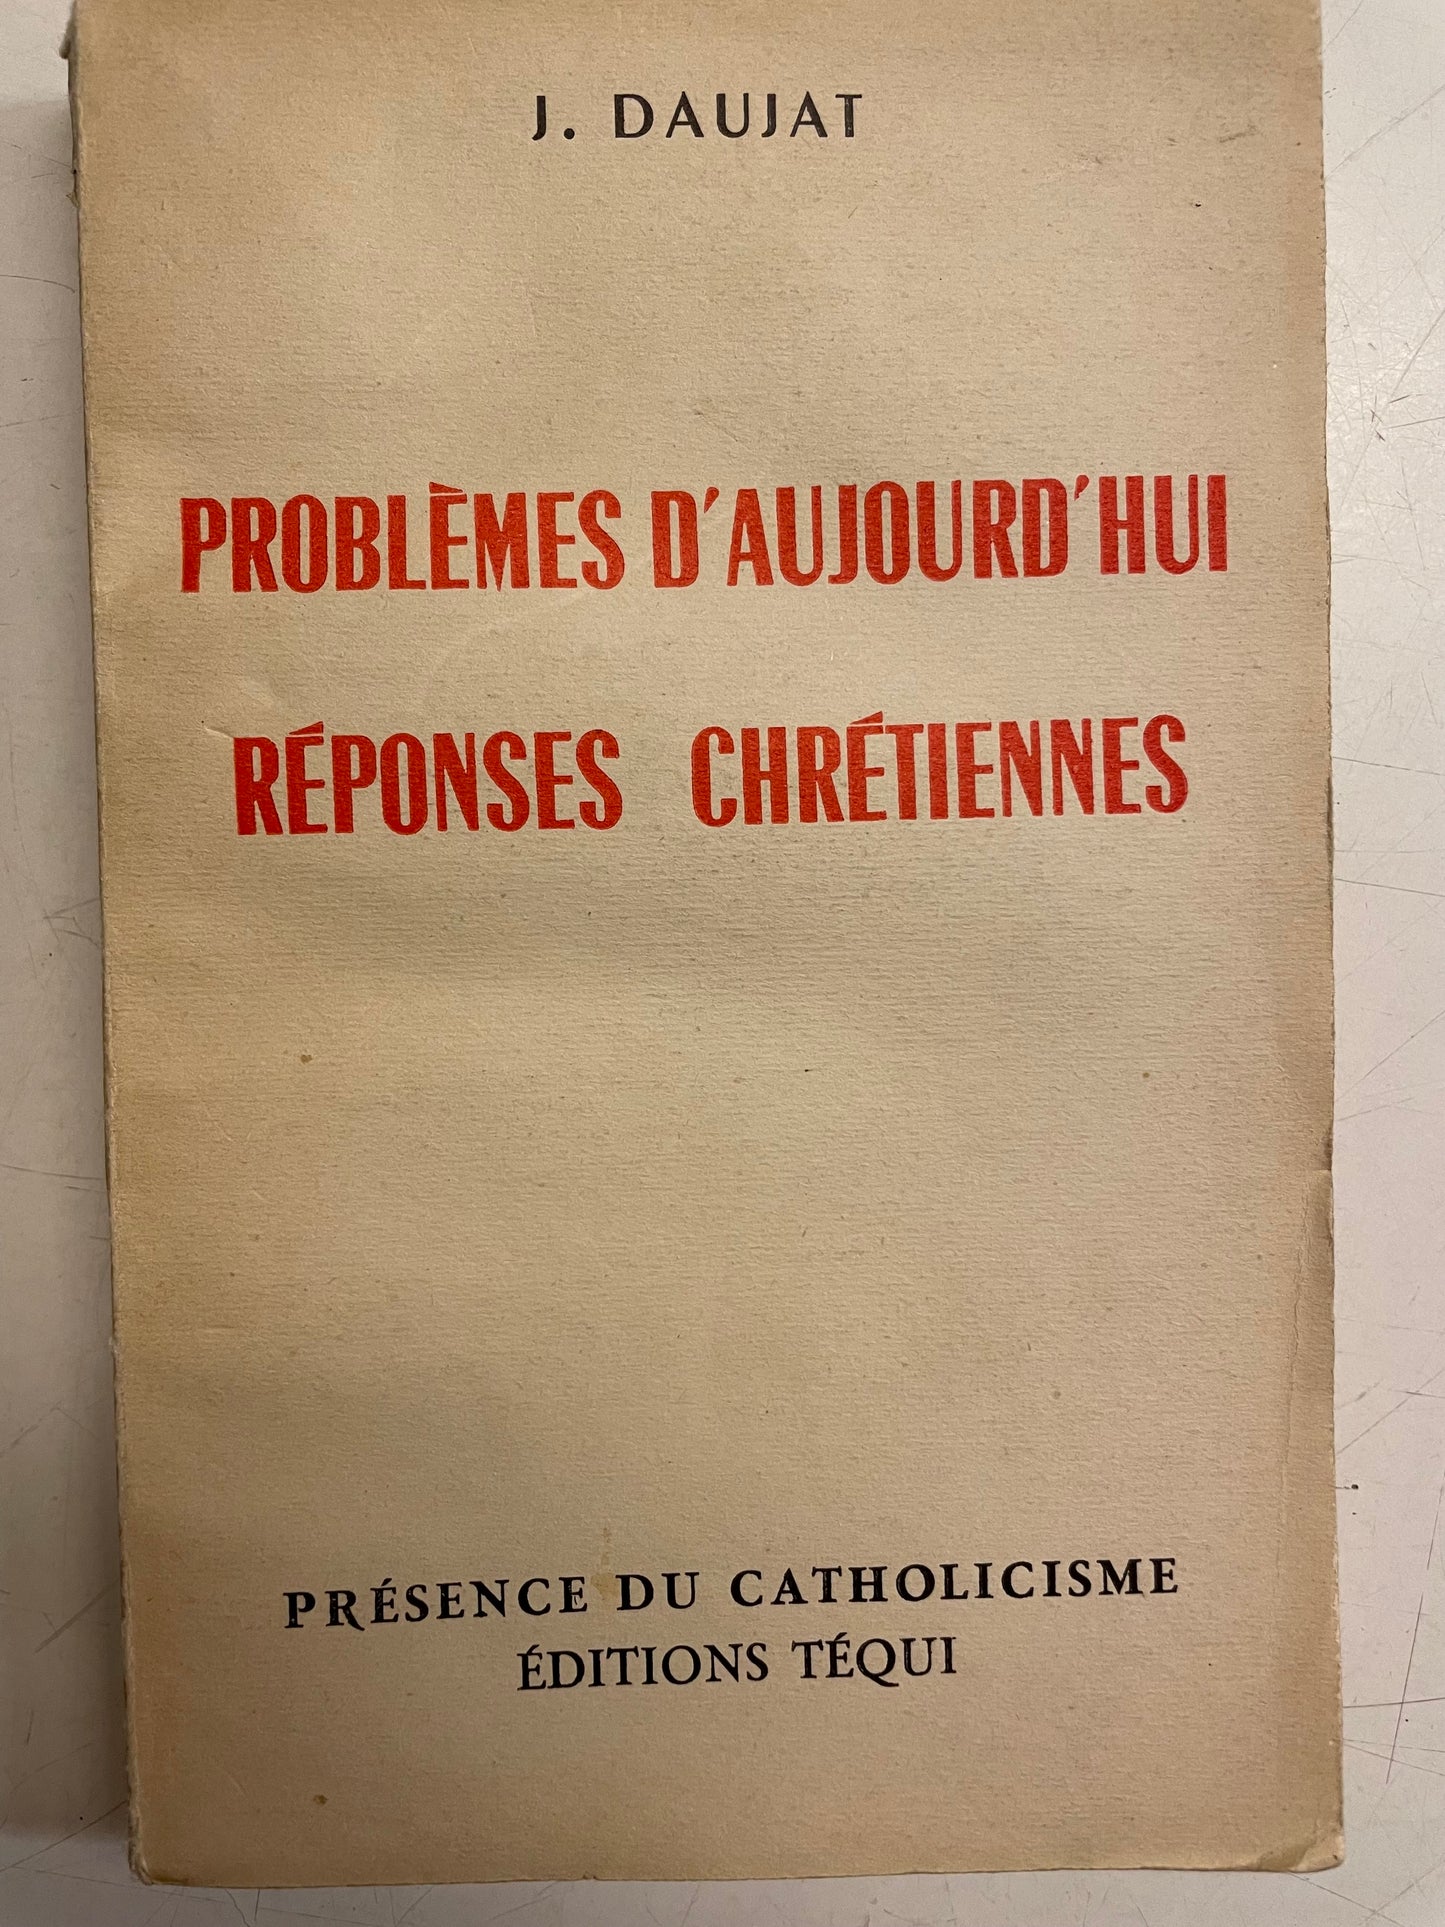 J. DAUJAT
PROBLÈMES D'AUJOURD'HUI
RÉPONSES CHRÉTIENNES
PRÉSENCE DU CATHOLICISME
ÉDITIONS TÉQUI